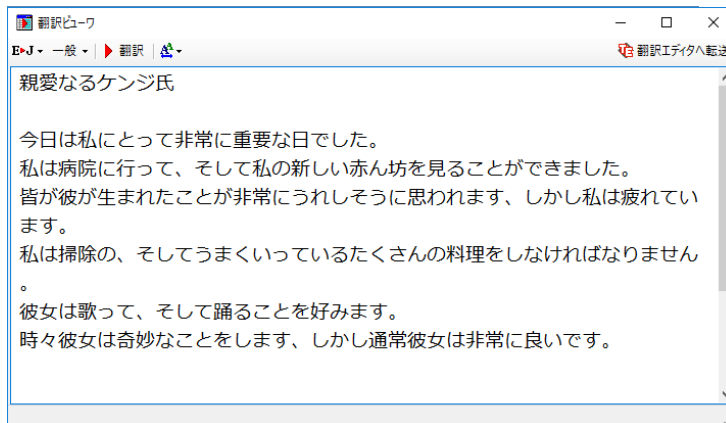 翻訳ビューワ
E▸J 一般 翻訳 翻訳エディタへ転送
親愛なるケンジ氏
今日は私にとって非常に重要な日でした。
私は病院に行って、そして私の新しい赤ん坊を見ることができました。
皆が彼が生まれたことが非常にうれしそうに思われます、しかし私は疲れてい
ます。
私は掃除の、そしてうまくいっているたくさんの料理をしなければなりません
。
彼女は歌って、そして踊ることを好みます。
時々彼女は奇妙なことをします、しかし通常彼女は非常に良いです。